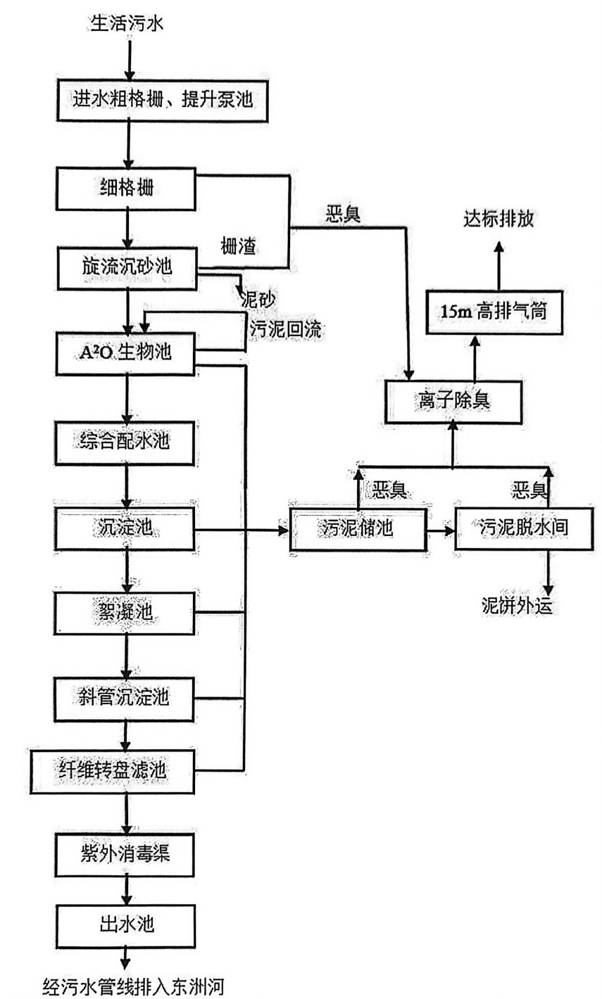 生活污水
进水粗格栅、提升泵池
细格栅
恶臭
达标排放
栅渣
旋流沉砂池
泥砂
15m 高排气筒
污泥回流
A²O 生物池
离子除臭
综合配水池
恶臭
恶臭
沉淀池
污泥储池
污泥脱水间
泥饼外运
絮凝池
斜管沉淀池
纤维转盘滤池
紫外消毒渠
出水池
经污水管线排入东洲河